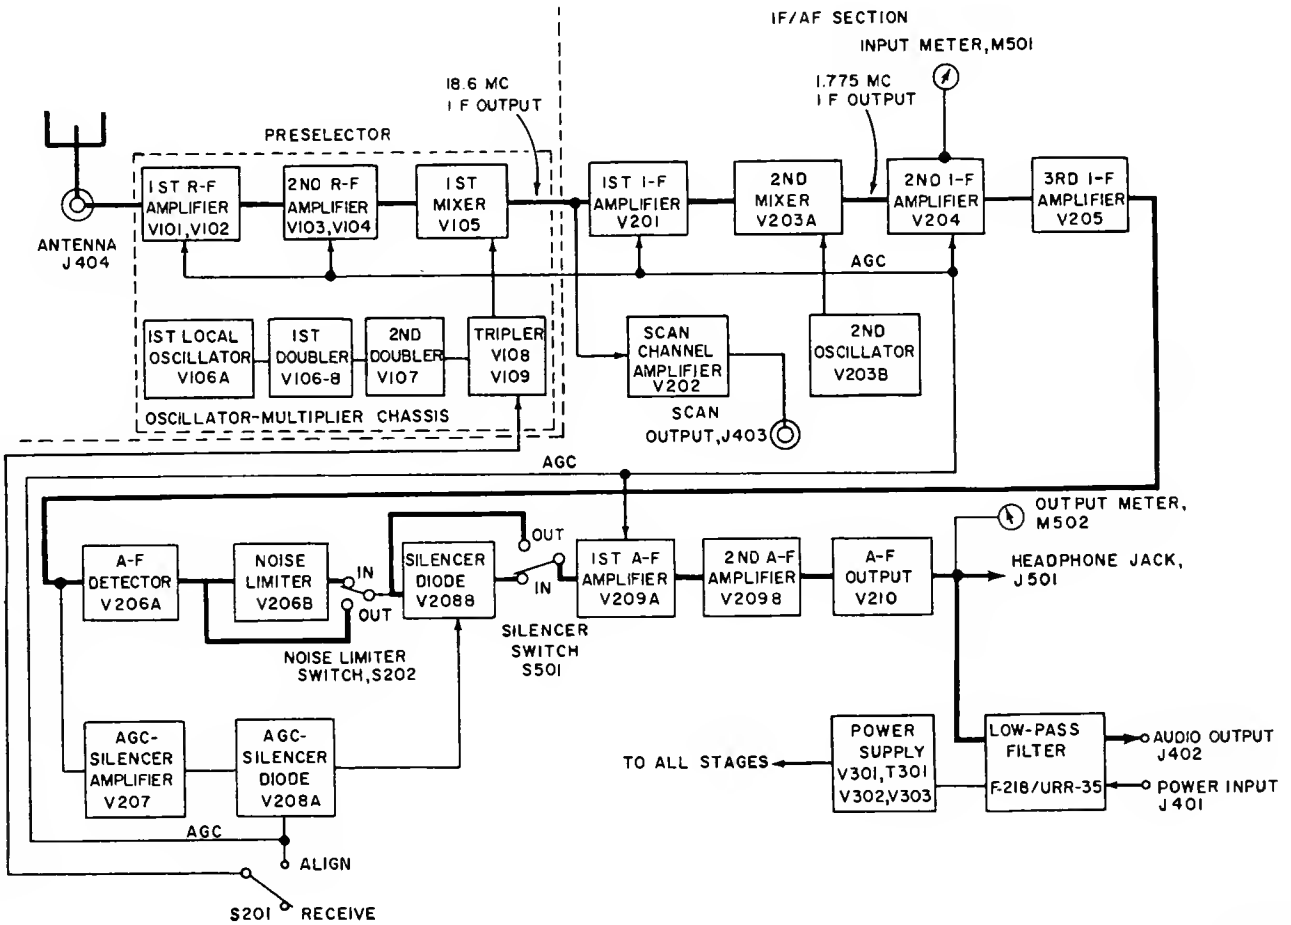 IF/AF SECTION
INPUT METER, M501
18.6 MC
I F OUTPUT
1.775 MC
I F OUTPUT
PRESELECTOR
1ST R-F
AMPLIFIER
V101, V102
2ND R-F
AMPLIFIER
V103, V104
1ST
MIXER
V105
1ST I-F
AMPLIFIER
V201
2ND
MIXER
V203A
2ND I-F
AMPLIFIER
V204
3RD I-F
AMPLIFIER
V205
ANTENNA
J404
AGC
1ST LOCAL
OSCILLATOR
V106A
1ST
DOUBLER
V106-8
2ND
DOUBLER
V107
TRIPLER
V108
V109
SCAN
CHANNEL
AMPLIFIER
V202
2ND
OSCILLATOR
V203B
OSCILLATOR-MULTIPLIER CHASSIS
SCAN
OUTPUT, J403
AGC
OUTPUT METER,
M502
A-F
DETECTOR
V206A
NOISE
LIMITER
V206B
IN
OUT
SILENCER
DIODE
V208B
OUT
IN
1ST A-F
AMPLIFIER
V209A
2ND A-F
AMPLIFIER
V209B
A-F
OUTPUT
V210
HEADPHONE JACK,
J501
NOISE LIMITER
SWITCH, S202
SILENCER
SWITCH
S501
AGC-
SILENCER
AMPLIFIER
V207
AGC-
SILENCER
DIODE
V208A
TO ALL STAGES
POWER
SUPPLY
V301, T301
V302, V303
LOW-PASS
FILTER
F-218/URR-35
AUDIO OUTPUT
J402
POWER INPUT
J401
AGC
ALIGN
S201
RECEIVE